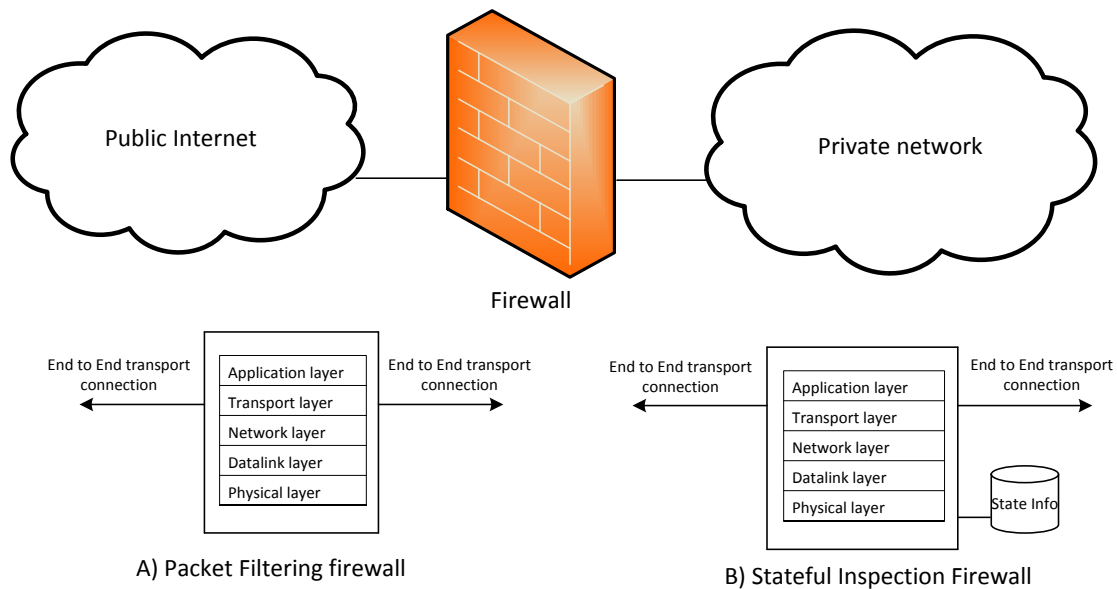 Public Internet
Private network
Firewall
End to End transport
connection
End to End transport
connection
Application layer
Transport layer
Network layer
Datalink layer
Physical layer
A) Packet Filtering firewall
End to End transport
connection
End to End transport
connection
Application layer
Transport layer
Network layer
Datalink layer
Physical layer
State Info
B) Stateful Inspection Firewall